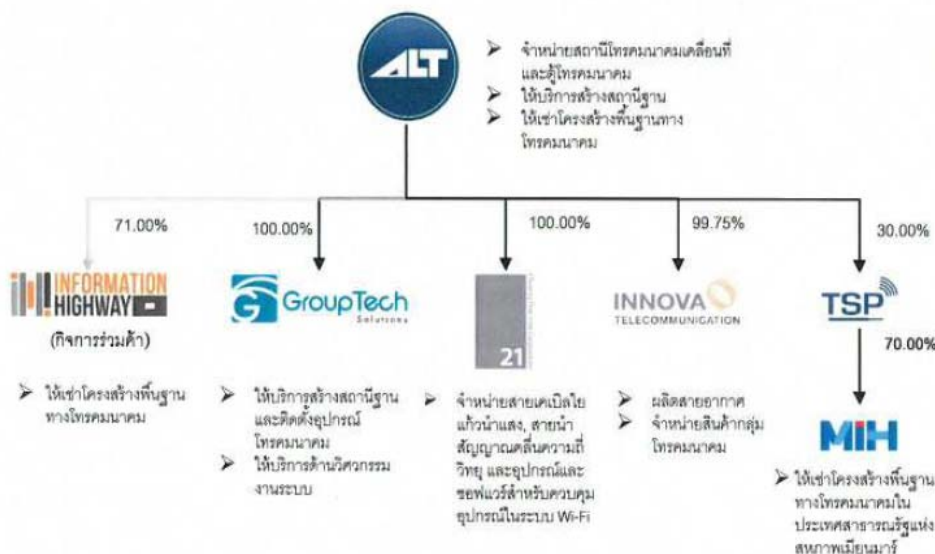 ALT
➢ จำหน่ายสถานีโทรคมนาคมเคลื่อนที่
และตู้โทรคมนาคม
➢ ให้บริการสร้างสถานีฐาน
➢ ให้เช่าโครงสร้างพื้นฐานทาง
โทรคมนาคม
71.00%
100.00%
100.00%
99.75%
30.00%
INFORMATION
HIGHWAY
(กิจการร่วมค้า)
➢ ให้เช่าโครงสร้างพื้นฐาน
ทางโทรคมนาคม
GroupTech
Solutions
➢ ให้บริการสร้างสถานีฐาน
และติดตั้งอุปกรณ์
โทรคมนาคม
➢ ให้บริการด้านวิศวกรรม
งานระบบ
21
➢ จำหน่ายสายเคเบิลใย
แก้วนำแสง, สายนำ
สัญญาณคลื่นความถี่
วิทยุ และอุปกรณ์และ
ซอฟแวร์สำหรับควบคุม
อุปกรณ์ในระบบ Wi-Fi
INNOVA
TELECOMMUNICATION
➢ ผลิตสายอากาศ
➢ จำหน่ายสินค้ากลุ่ม
โทรคมนาคม
TSP
70.00%
MiH
➢ ให้เช่าโครงสร้างพื้นฐาน
ทางโทรคมนาคมใน
ประเทศสาธารณรัฐแห่ง
สหภาพเมียนมาร์